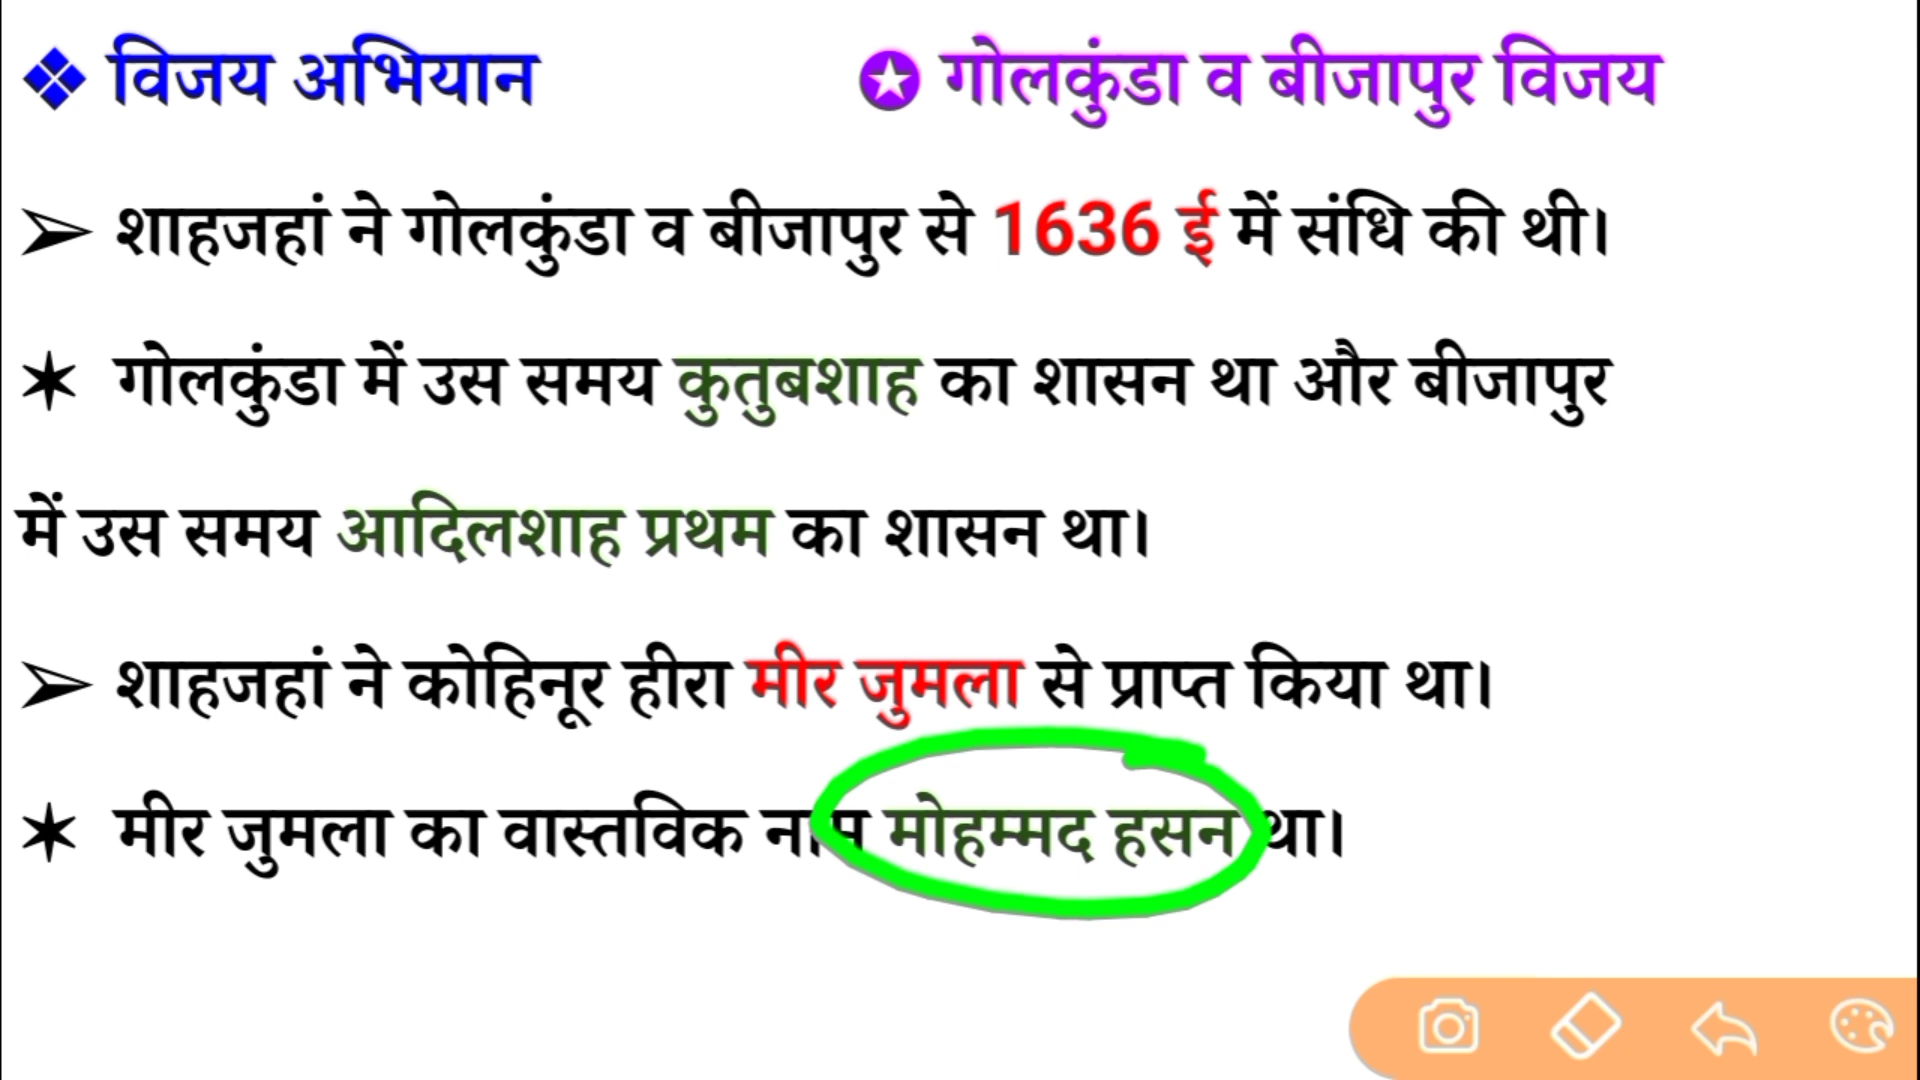 ❖ विजय अभियान
✪ गोलकुंडा व बीजापुर विजय
➢ शाहजहां ने गोलकुंडा व बीजापुर से 1636 ई में संधि की थी।
✶ गोलकुंडा में उस समय कुतुबशाह का शासन था और बीजापुर
में उस समय आदिलशाह प्रथम का शासन था।
➢ शाहजहां ने कोहिनूर हीरा मीर जुमला से प्राप्त किया था।
✶ मीर जुमला का वास्तविक नाम मोहम्मद हसन था।